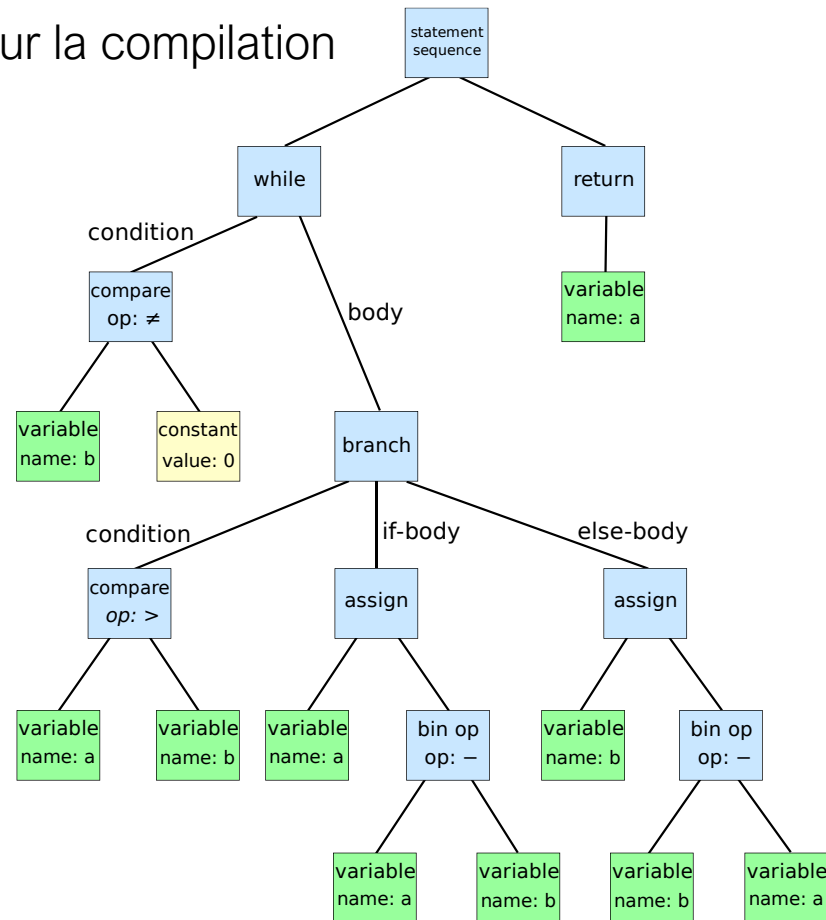 ur la compilation
statement
sequence
while
return
condition
body
compare
op: ≠
variable
name: a
variable
name: b
constant
value: 0
branch
condition
if-body
else-body
compare
op: >
assign
assign
variable
name: a
variable
name: b
variable
name: a
bin op
op: −
variable
name: b
bin op
op: −
variable
name: a
variable
name: b
variable
name: b
variable
name: a